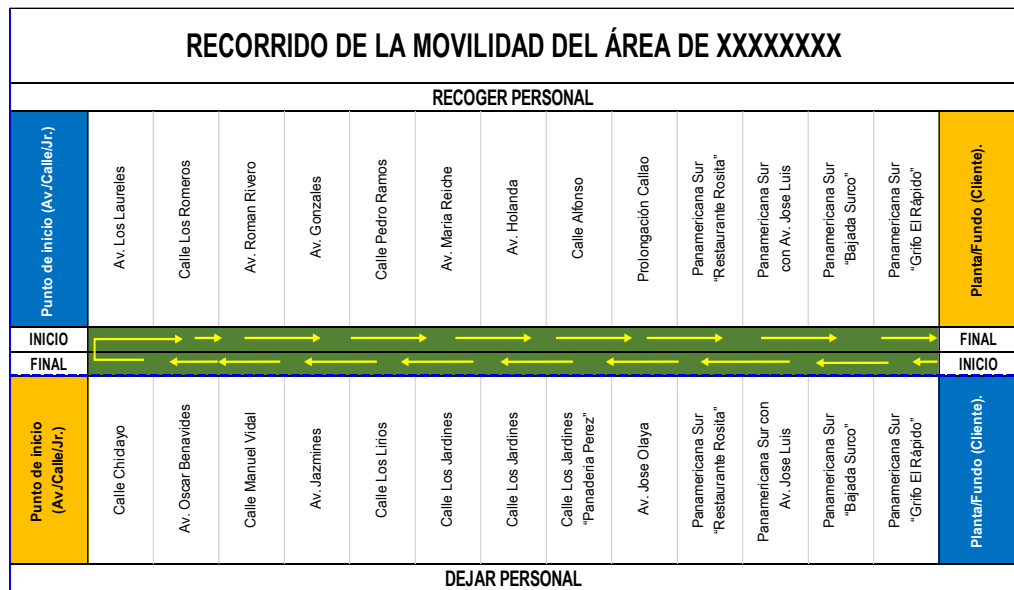 RECORRIDO DE LA MOVILIDAD DEL ÁREA DE XXXXXXXX
RECOGER PERSONAL
Punto de inicio (Av./Calle/Jr.)
Av. Los Laureles
Calle Los Romeros
Av. Roman Rivero
Av. Gonzales
Calle Pedro Ramos
Av. María Reiche
Av. Holanda
Calle Alfonso
Prolongación Callao
Panamericana Sur
"Restaurante Rosita"
Panamericana Sur
con Av. Jose Luis
Panamericana Sur
"Bajada Surco"
Panamericana Sur
"Grifo El Rápido"
Planta/Fundo (Cliente).
INICIO
FINAL
FINAL
INICIO
Punto de inicio
(Av./Calle/Jr.)
Calle Chiclayo
Av. Oscar Benavides
Calle Manuel Vidal
Av. Jazmines
Calle Los Lirios
Calle Los Jardines
Calle Los Jardines
Calle Los Jardines
"Panadería Perez"
Av. Jose Olaya
Panamericana Sur
"Restaurante Rosita"
Panamericana Sur con
Av. Jose Luis
Panamericana Sur
"Bajada Surco"
Panamericana Sur
"Grifo El Rápido"
Planta/Fundo (Cliente).
DEJAR PERSONAL